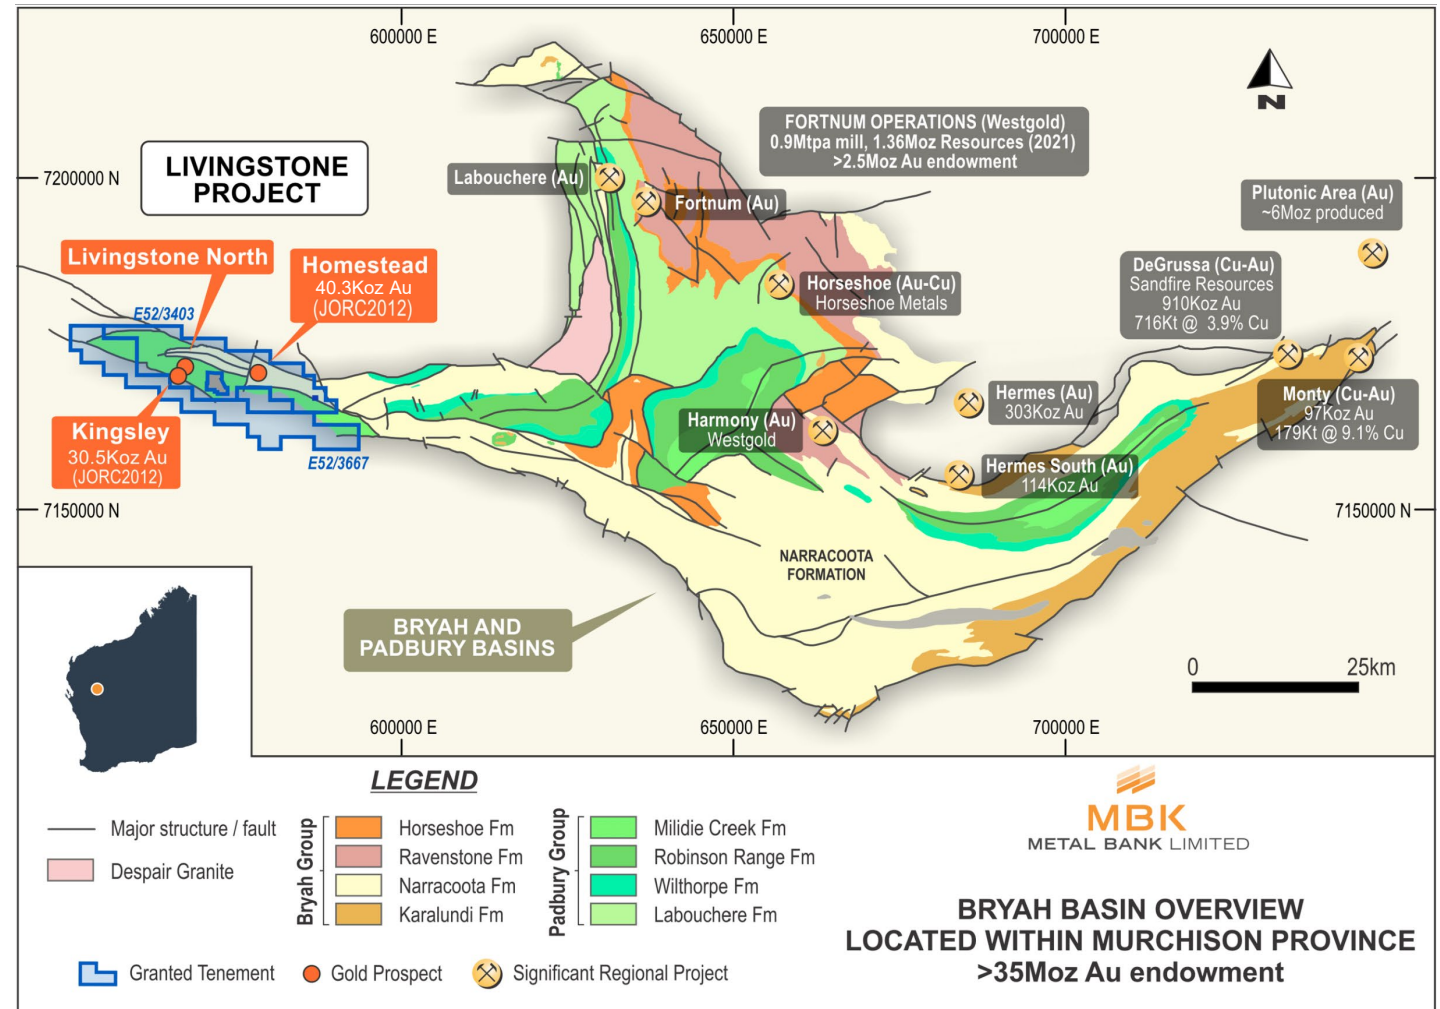 600000 E
650000 E
700000 E
N
FORTNUM OPERATIONS (Westgold)
0.9Mtpa mill, 1.36Moz Resources (2021)
>2.5Moz Au endowment
LIVINGSTONE
PROJECT
7200000 N
Labouchere (Au)
Fortnum (Au)
Plutonic Area (Au)
~6Moz produced
Livingstone North
Homestead
40.3Koz Au
(JORC2012)
Horseshoe (Au-Cu)
Horseshoe Metals
DeGrussa (Cu-Au)
Sandfire Resources
910Koz Au
716Kt @ 3.9% Cu
E52/3403
Hermes (Au)
303Koz Au
Monty (Cu-Au)
97Koz Au
179Kt @ 9.1% Cu
Harmony (Au)
Westgold
Kingsley
30.5Koz Au
(JORC2012)
E52/3667
Hermes South (Au)
114Koz Au
7150000 N
7150000 N
NARRACOOTA
FORMATION
BRYAH AND
PADBURY BASINS
0
25km
600000 E
650000 E
700000 E
LEGEND
Major structure / fault
Despair Granite
Bryah Group
Horseshoe Fm
Ravenstone Fm
Narracoota Fm
Karalundi Fm
Padbury Group
Milidie Creek Fm
Robinson Range Fm
Wilthorpe Fm
Labouchere Fm
Granted Tenement
Gold Prospect
Significant Regional Project
MBK
METAL BANK LIMITED
BRYAH BASIN OVERVIEW
LOCATED WITHIN MURCHISON PROVINCE
>35Moz Au endowment